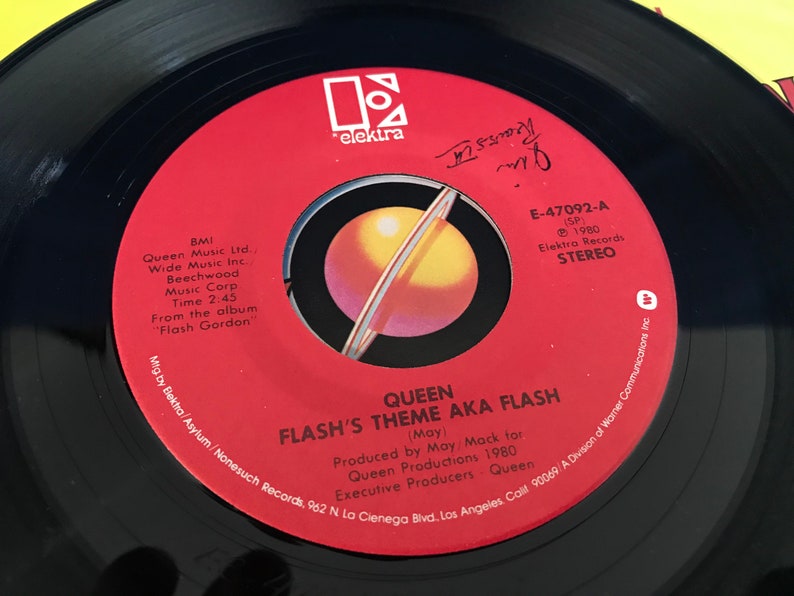 elektra
E-47092-A
(SP)
℗ 1980
Elektra Records
STEREO
BMI
Queen Music Ltd./
Wide Music Inc./
Beechwood
Music Corp.
Time 2:45
From the album
"Flash Gordon"
QUEEN
FLASH'S THEME AKA FLASH
(May)
Produced by May/Mack for
Queen Productions 1980
Executive Producers - Queen
Mfg. by Elektra/Asylum/Nonesuch Records, 962 N. La Cienega Blvd., Los Angeles, Calif. 90069/A Division of Warner Communications Inc.